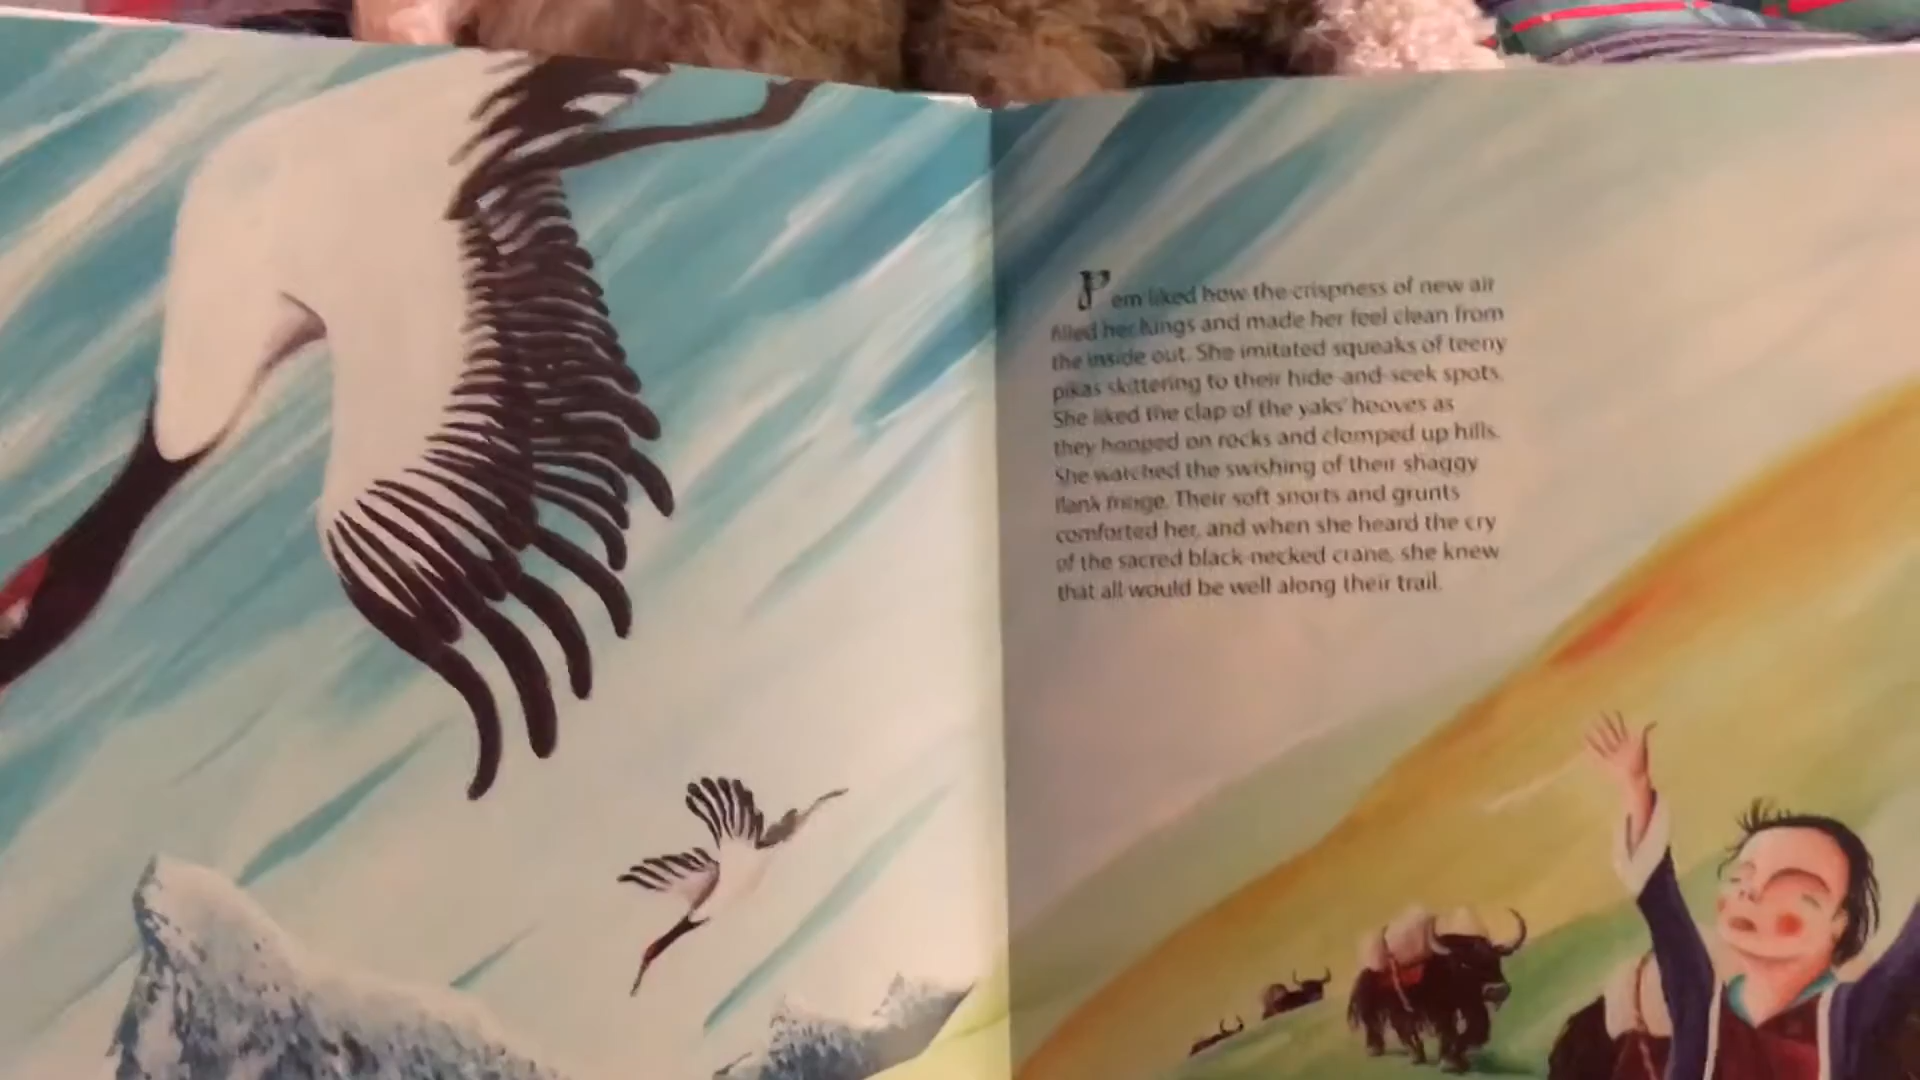 Pem liked how the crispness of new air
filled her lungs and made her feel clean from
the inside out. She imitated squeaks of teeny
pikas skittering to their hide-and-seek spots.
She liked the clap of the yaks' hooves as
they hopped on rocks and clomped up hills.
She watched the swishing of their shaggy
flank fringe. Their soft snorts and grunts
comforted her, and when she heard the cry
of the sacred black-necked crane, she knew
that all would be well along their trail.